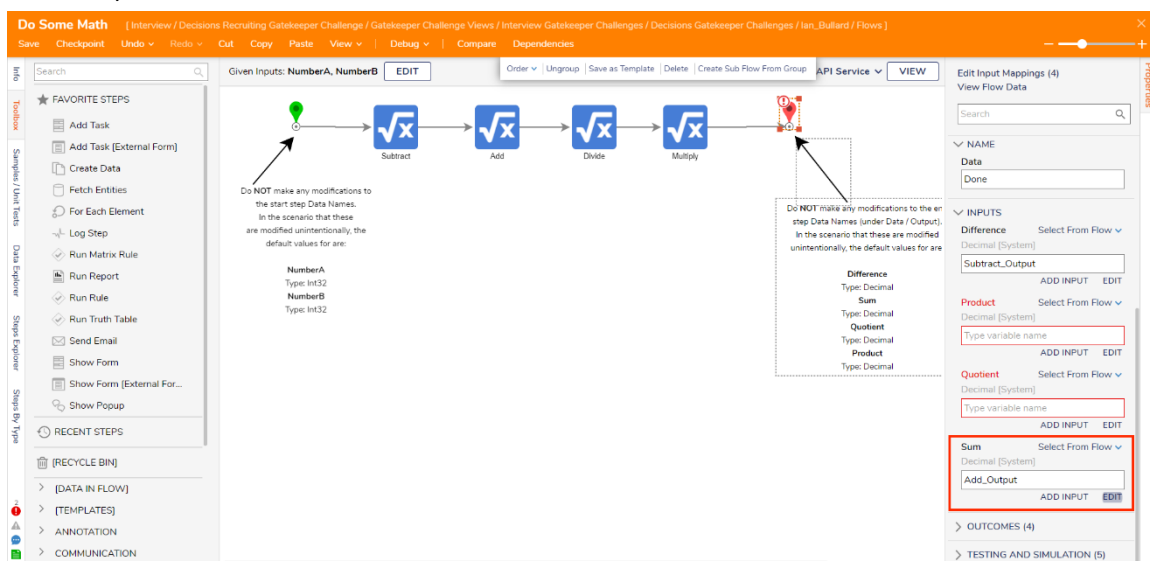 Do Some Math [ Interview / Decisions Recruiting Gatekeeper Challenge / Gatekeeper Challenge Views / Interview Gatekeeper Challenges / Decisions Gatekeeper Challenges / Ian_Bullard / Flows ]
Save Checkpoint Undo Redo Cut Copy Paste View Debug Compare Dependencies
Info
Toolbox
Samples / Unit Tests
Data Explorer
Steps Explorer
Steps By Type
2
Search
FAVORITE STEPS
Add Task
Add Task [External Form]
Create Data
Fetch Entities
For Each Element
Log Step
Run Matrix Rule
Run Report
Run Rule
Run Truth Table
Send Email
Show Form
Show Form [External For...
Show Popup
RECENT STEPS
[RECYCLE BIN]
[DATA IN FLOW]
[TEMPLATES]
ANNOTATION
COMMUNICATION
Given Inputs: NumberA, NumberB EDIT
Order Ungroup Save as Template Delete Create Sub Flow From Group
API Service VIEW
Subtract
Add
Divide
Multiply
Do NOT make any modifications to
the start step Data Names.
In the scenario that these
are modified unintentionally, the
default values for are:
NumberA
Type: Int32
NumberB
Type: Int32
Do NOT make any modifications to the en
step Data Names (under Data / Output).
In the scenario that these are modified
unintentionally, the default values for are
Difference
Type: Decimal
Sum
Type: Decimal
Quotient
Type: Decimal
Product
Type: Decimal
Properties
Edit Input Mappings (4)
View Flow Data
Search
NAME
Data
Done
INPUTS
Difference Select From Flow
Decimal [System]
Subtract_Output
ADD INPUT EDIT
Product Select From Flow
Decimal [System]
Type variable name
ADD INPUT EDIT
Quotient Select From Flow
Decimal [System]
Type variable name
ADD INPUT EDIT
Sum Select From Flow
Decimal [System]
Add_Output
ADD INPUT EDIT
OUTCOMES (4)
TESTING AND SIMULATION (5)